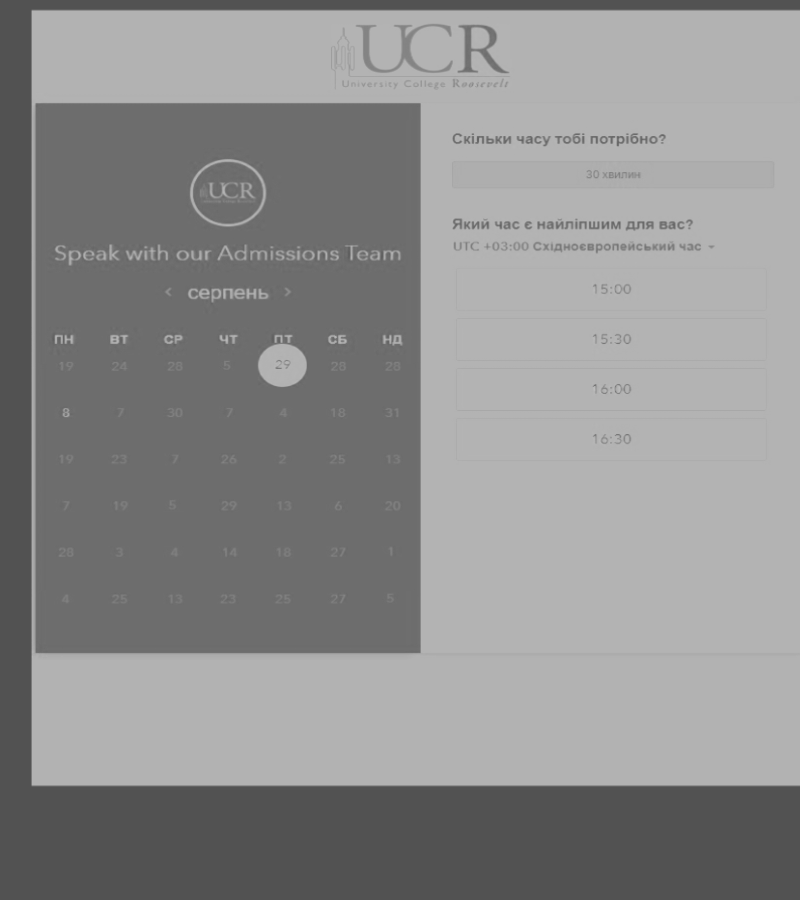 UCR
University College Roosevelt
UCR
Speak with our Admissions Team
< серпень >
ПН ВТ СР ЧТ ПТ СБ НД
19 24 28 5 29 28 28
8 7 30 7 4 18 31
19 23 7 26 2 25 13
7 19 5 29 13 6 20
28 3 4 14 18 27 1
4 25 13 23 25 27 5
Скільки часу тобі потрібно?
30 хвилин
Який час є найліпшим для вас?
UTC +03:00 Східноєвропейський час
15:00
15:30
16:00
16:30